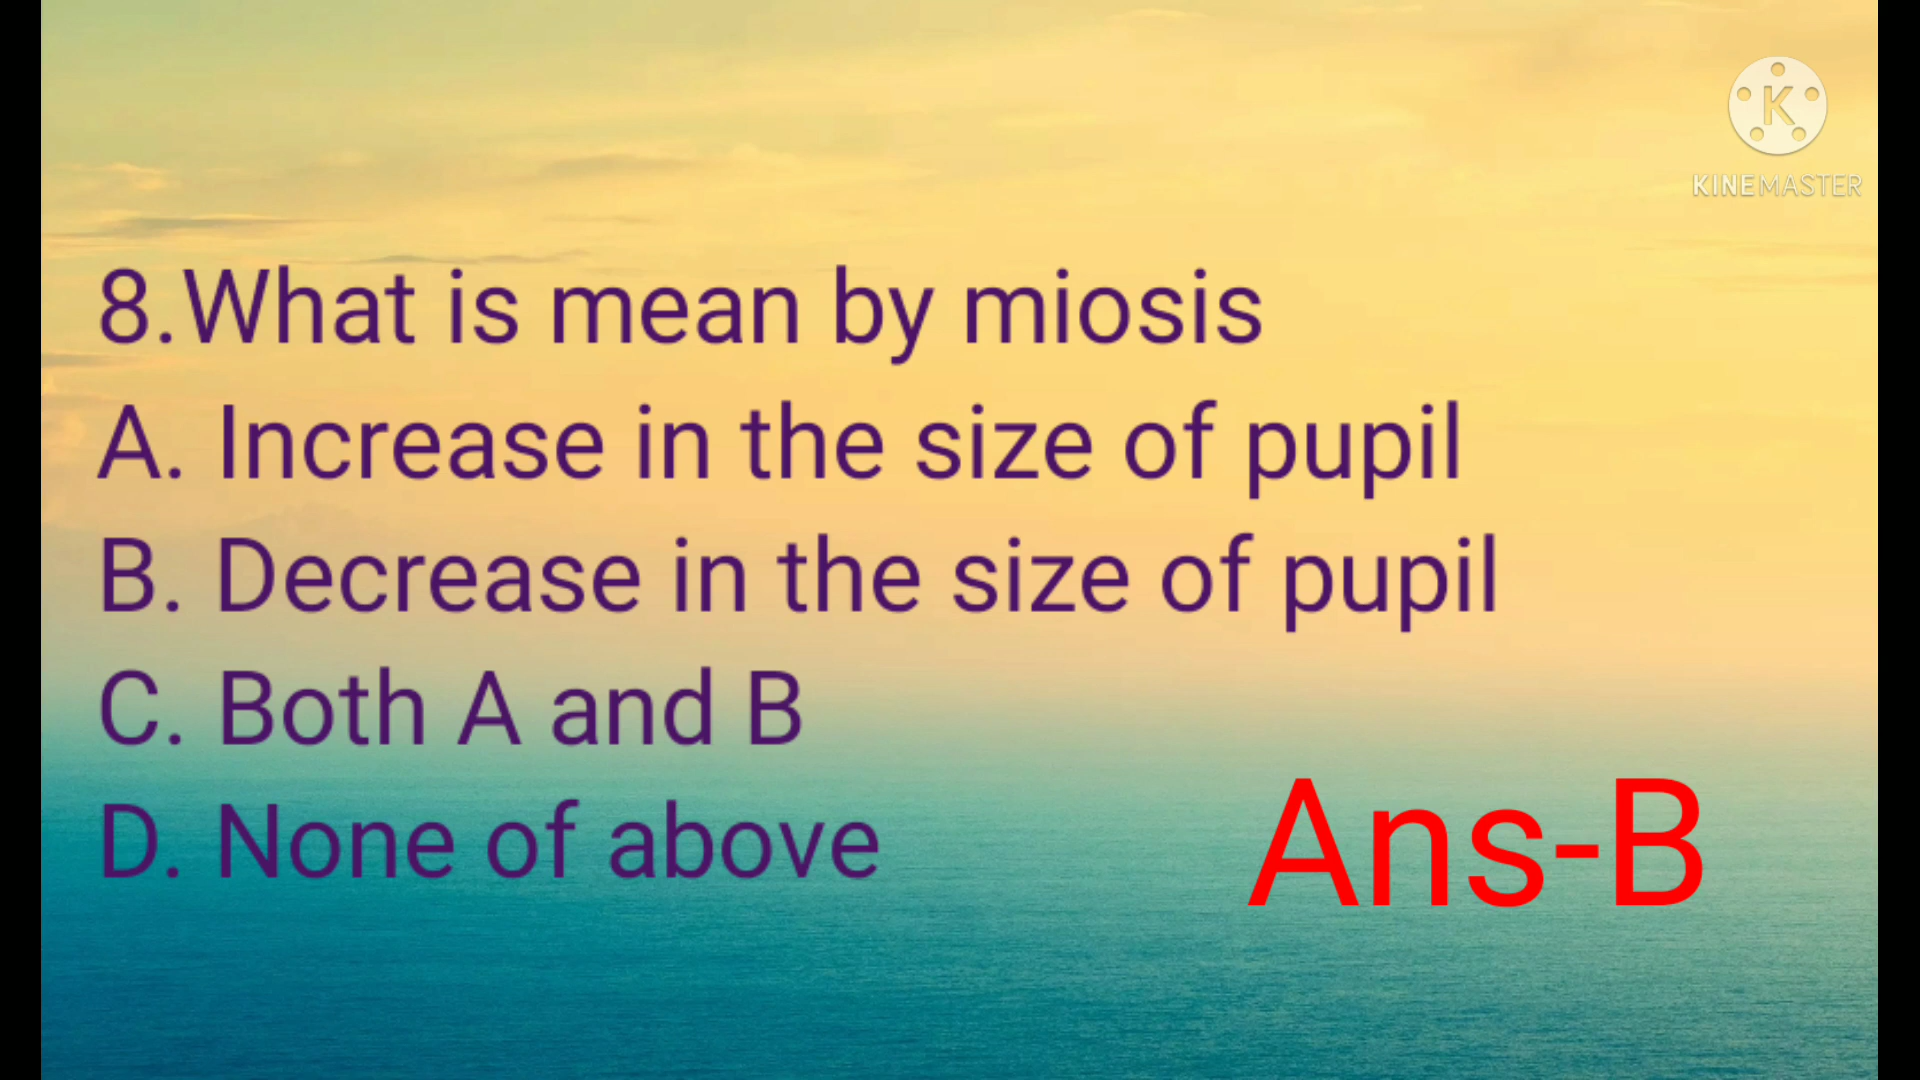 K
KINEMASTER
8.What is mean by miosis
A. Increase in the size of pupil
B. Decrease in the size of pupil
C. Both A and B
D. None of above
Ans-B